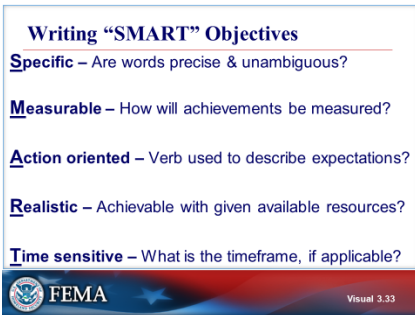 Writing “SMART” Objectives
Specific – Are words precise & unambiguous?
Measurable – How will achievements be measured?
Action oriented – Verb used to describe expectations?
Realistic – Achievable with given available resources?
Time sensitive – What is the timeframe, if applicable?
FEMA
Visual 3.33